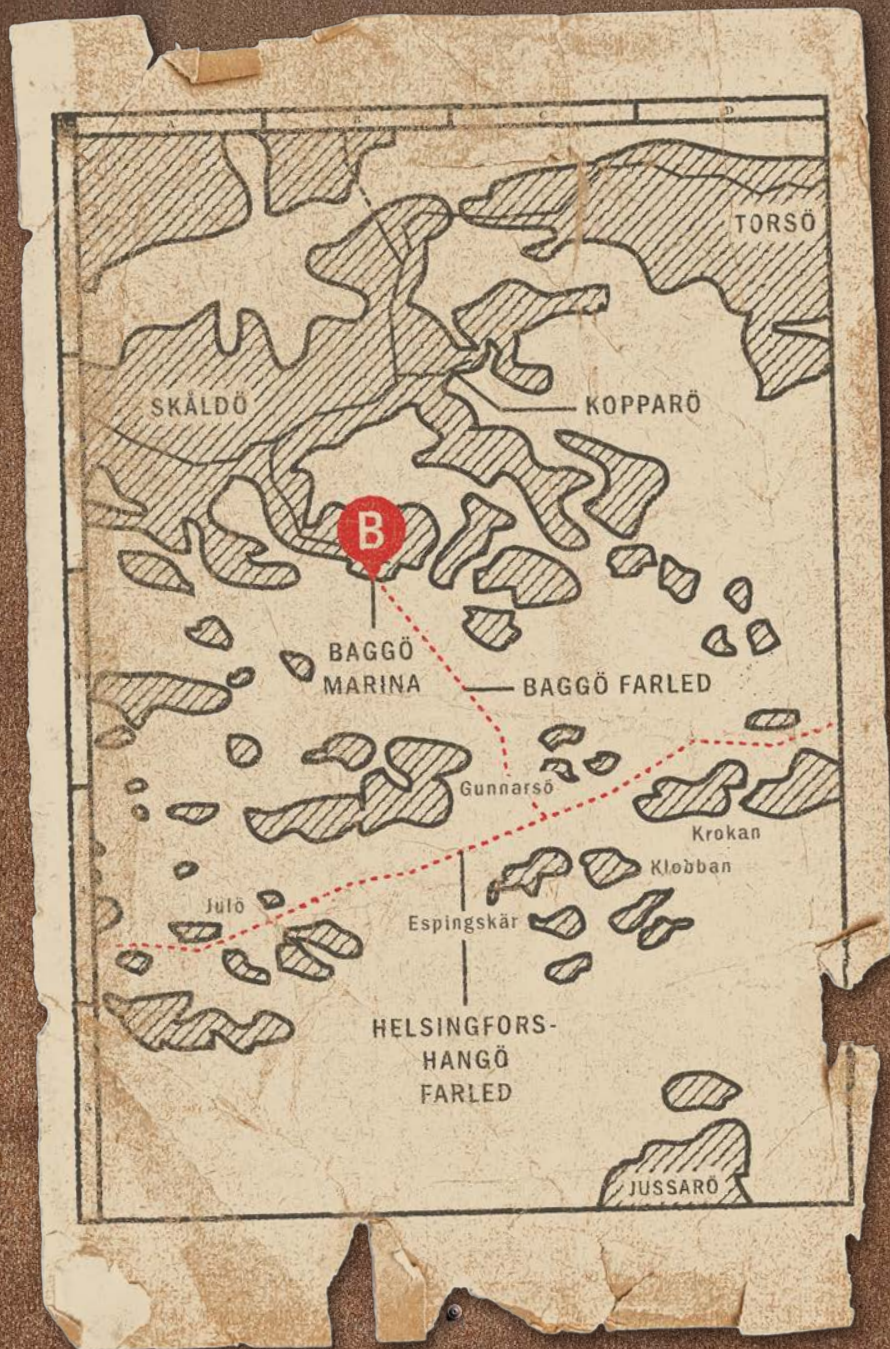 A
B
C
D
TORSÖ
SKÅLDÖ
KOPPARÖ
B
BAGGÖ
MARINA
BAGGÖ FARLED
Gunnarsö
Krokan
Klobban
Julö
Espingskär
HELSINGFORS-
HANGÖ
FARLED
JUSSARÖ